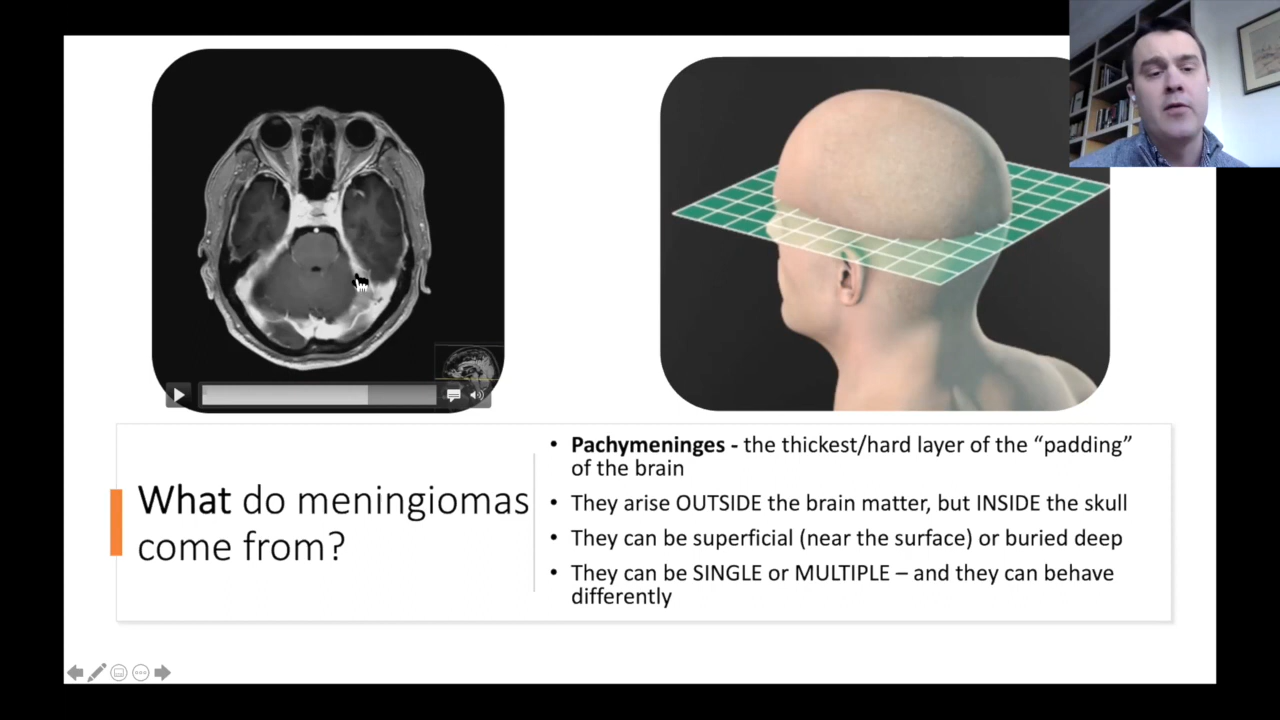 What do meningiomas
come from?
• Pachymeninges - the thickest/hard layer of the “padding”
of the brain
• They arise OUTSIDE the brain matter, but INSIDE the skull
• They can be superficial (near the surface) or buried deep
• They can be SINGLE or MULTIPLE – and they can behave
differently